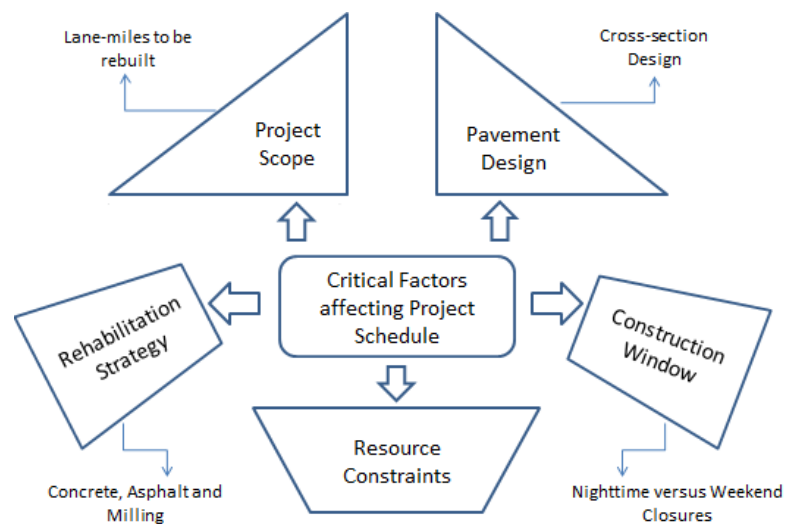 Lane-miles to be
rebuilt
Cross-section
Design
Project
Scope
Pavement
Design
Critical Factors
affecting Project
Schedule
Rehabilitation
Strategy
Construction
Window
Resource
Constraints
Concrete, Asphalt and
Milling
Nighttime versus Weekend
Closures